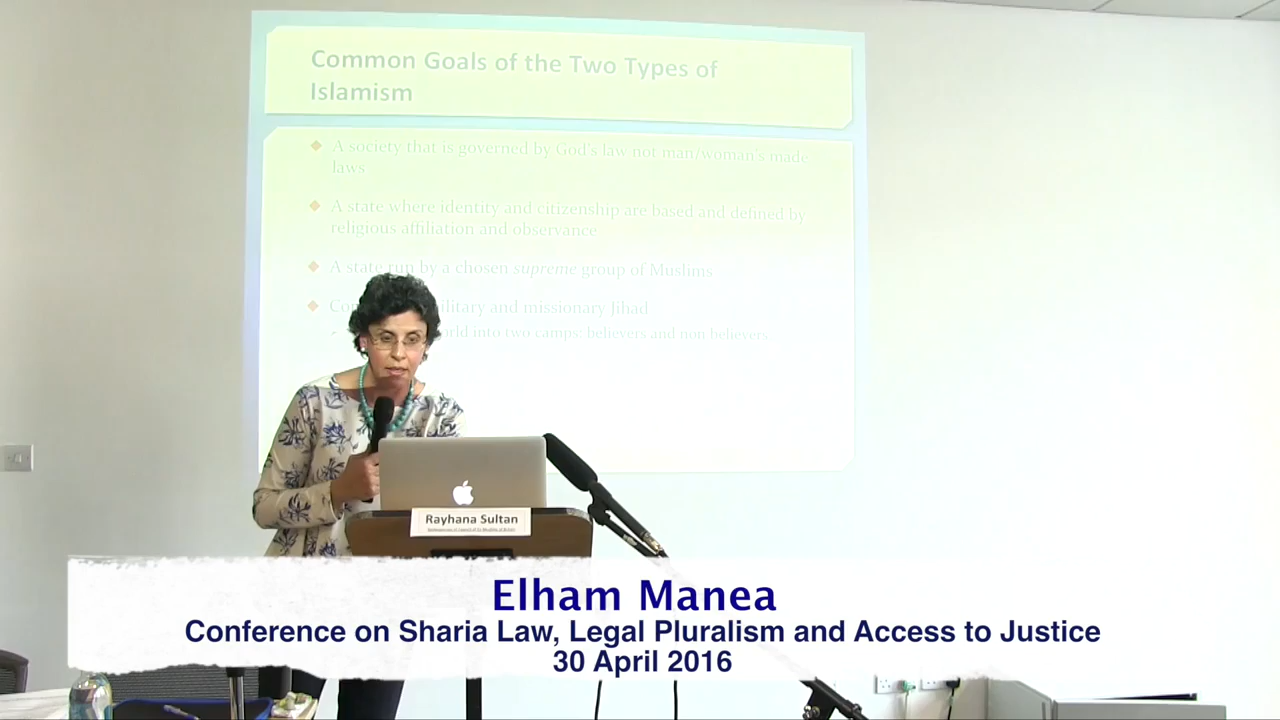 Common Goals of the Two Types of
Islamism
A society that is governed by God's law not man/woman's made
laws
A state where identity and citizenship are based and defined by
religious affiliation and observance
A state run by a chosen supreme group of Muslims
military and missionary Jihad
world into two camps: believers and non believers
Rayhana Sultan
Elham Manea
Conference on Sharia Law, Legal Pluralism and Access to Justice
30 April 2016